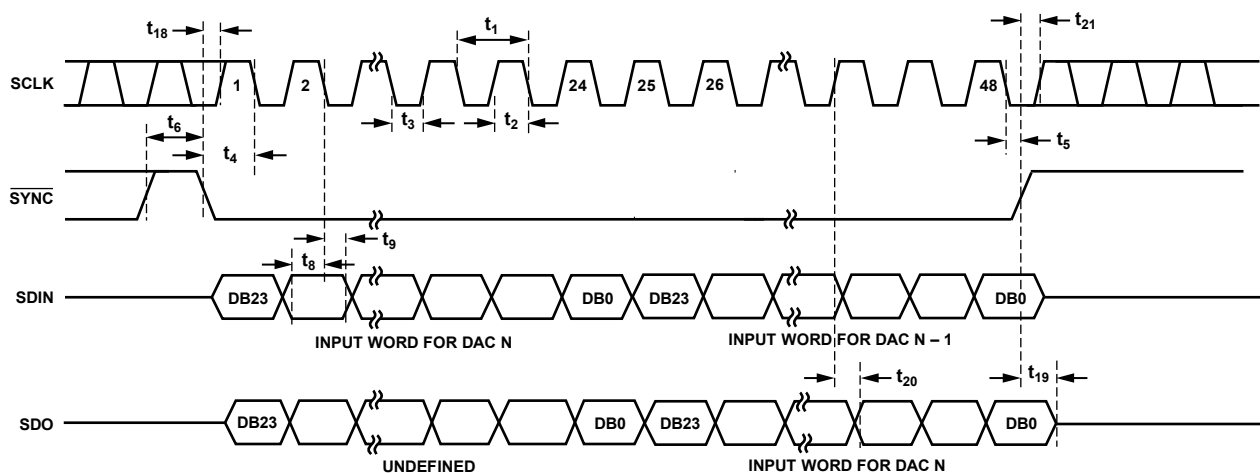 t18
t1
t21
SCLK
1
2
24
25
26
48
t3
t2
t6
t4
t5
SYNC
t9
t8
SDIN
DB23
DB0
DB23
DB0
INPUT WORD FOR DAC N
INPUT WORD FOR DAC N – 1
t20
t19
SDO
DB23
DB0
DB23
DB0
UNDEFINED
INPUT WORD FOR DAC N